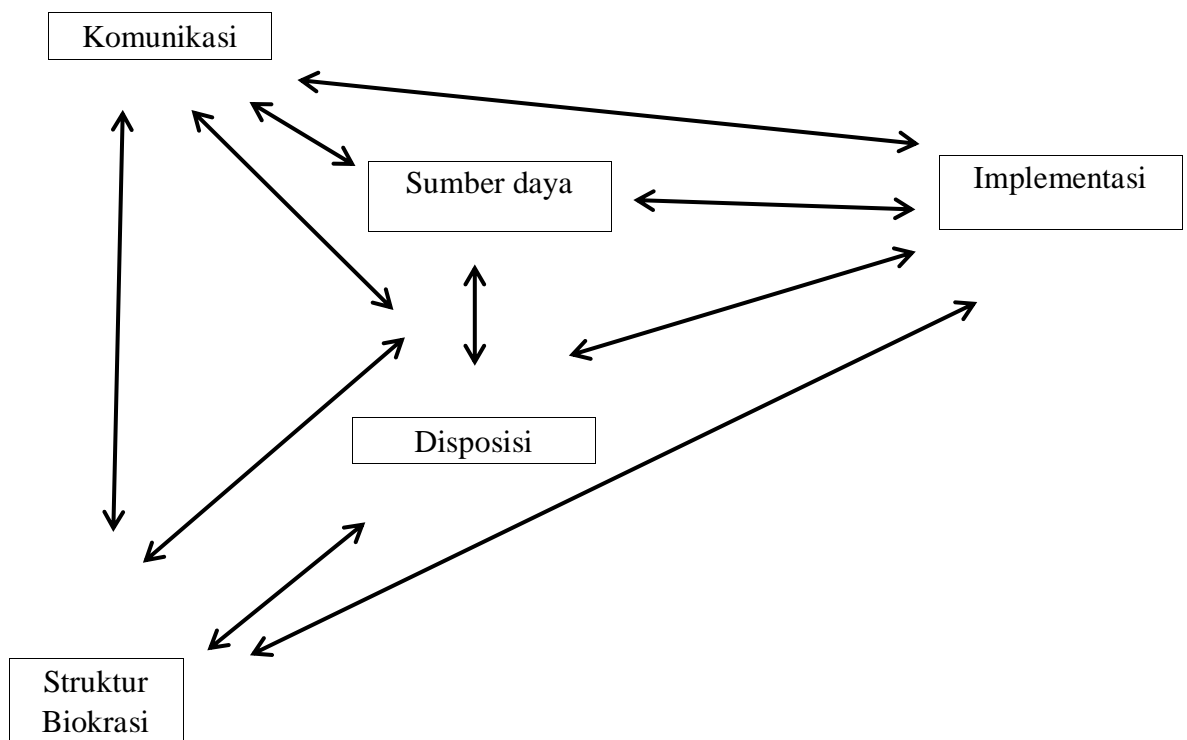 Komunikasi
Sumber daya
Implementasi
Disposisi
Struktur
Biokrasi